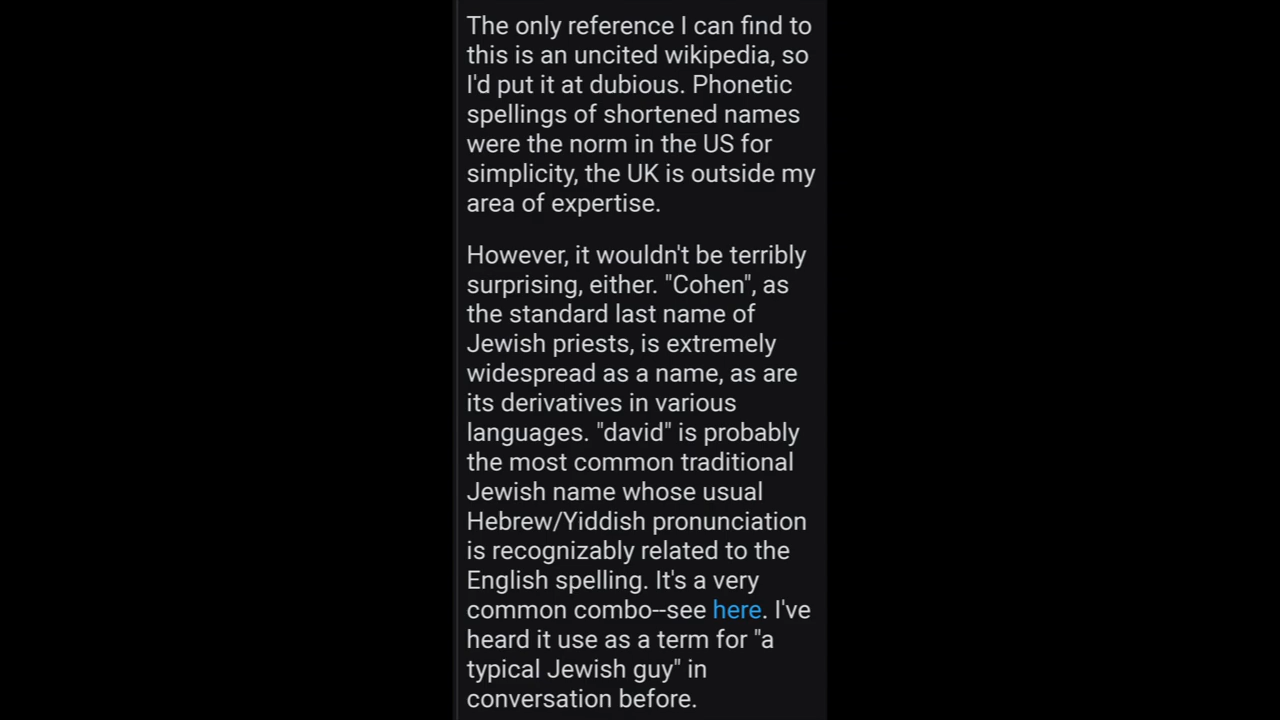 The only reference I can find to
this is an uncited wikipedia, so
I'd put it at dubious. Phonetic
spellings of shortened names
were the norm in the US for
simplicity, the UK is outside my
area of expertise.
However, it wouldn't be terribly
surprising, either. "Cohen", as
the standard last name of
Jewish priests, is extremely
widespread as a name, as are
its derivatives in various
languages. "david" is probably
the most common traditional
Jewish name whose usual
Hebrew/Yiddish pronunciation
is recognizably related to the
English spelling. It's a very
common combo--see here. I've
heard it use as a term for "a
typical Jewish guy" in
conversation before.